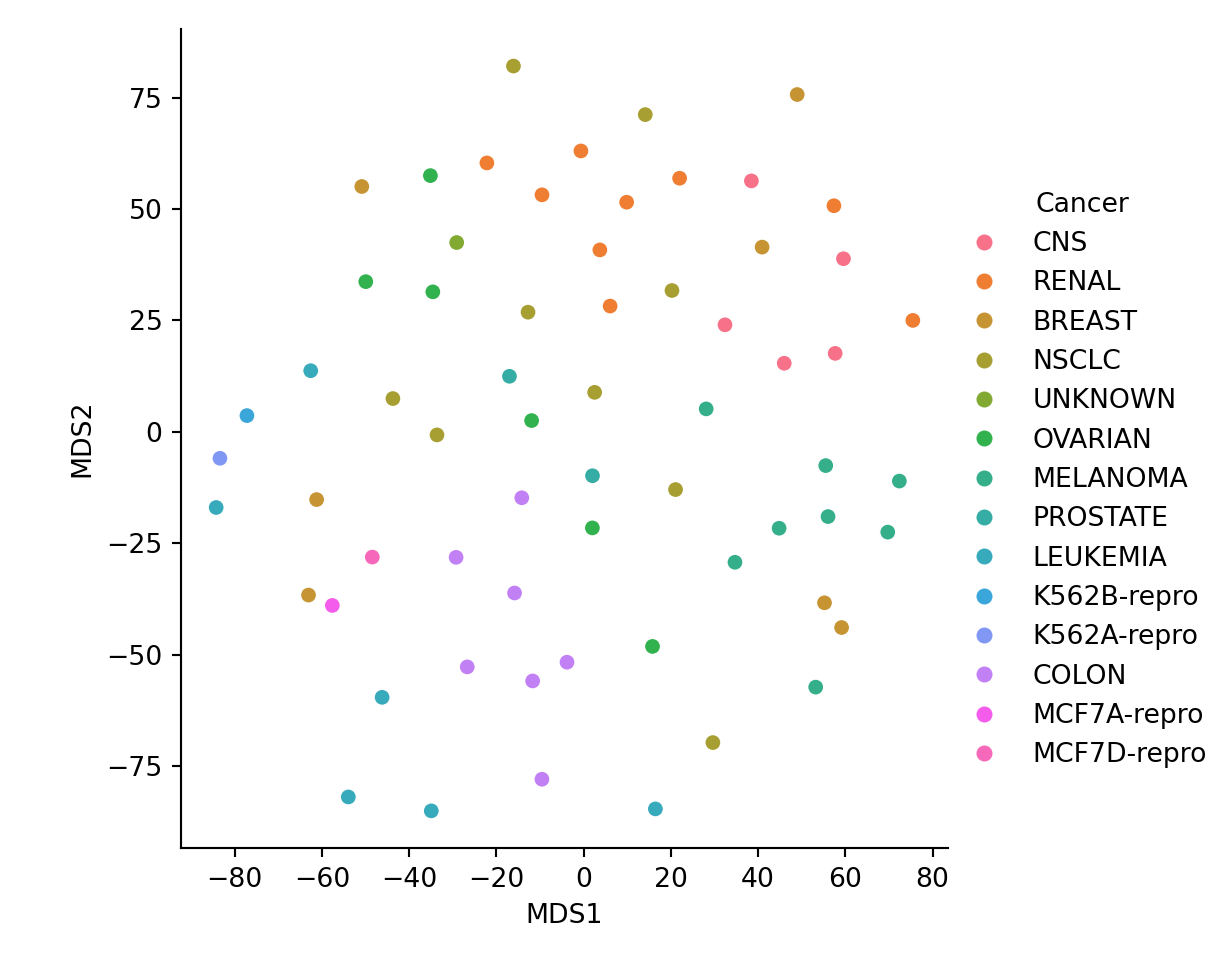 75
50
25
0
−25
−50
−75
MDS2
−80 −60 −40 −20 0 20 40 60 80
MDS1
Cancer
CNS
RENAL
BREAST
NSCLC
UNKNOWN
OVARIAN
MELANOMA
PROSTATE
LEUKEMIA
K562B-repro
K562A-repro
COLON
MCF7A-repro
MCF7D-repro